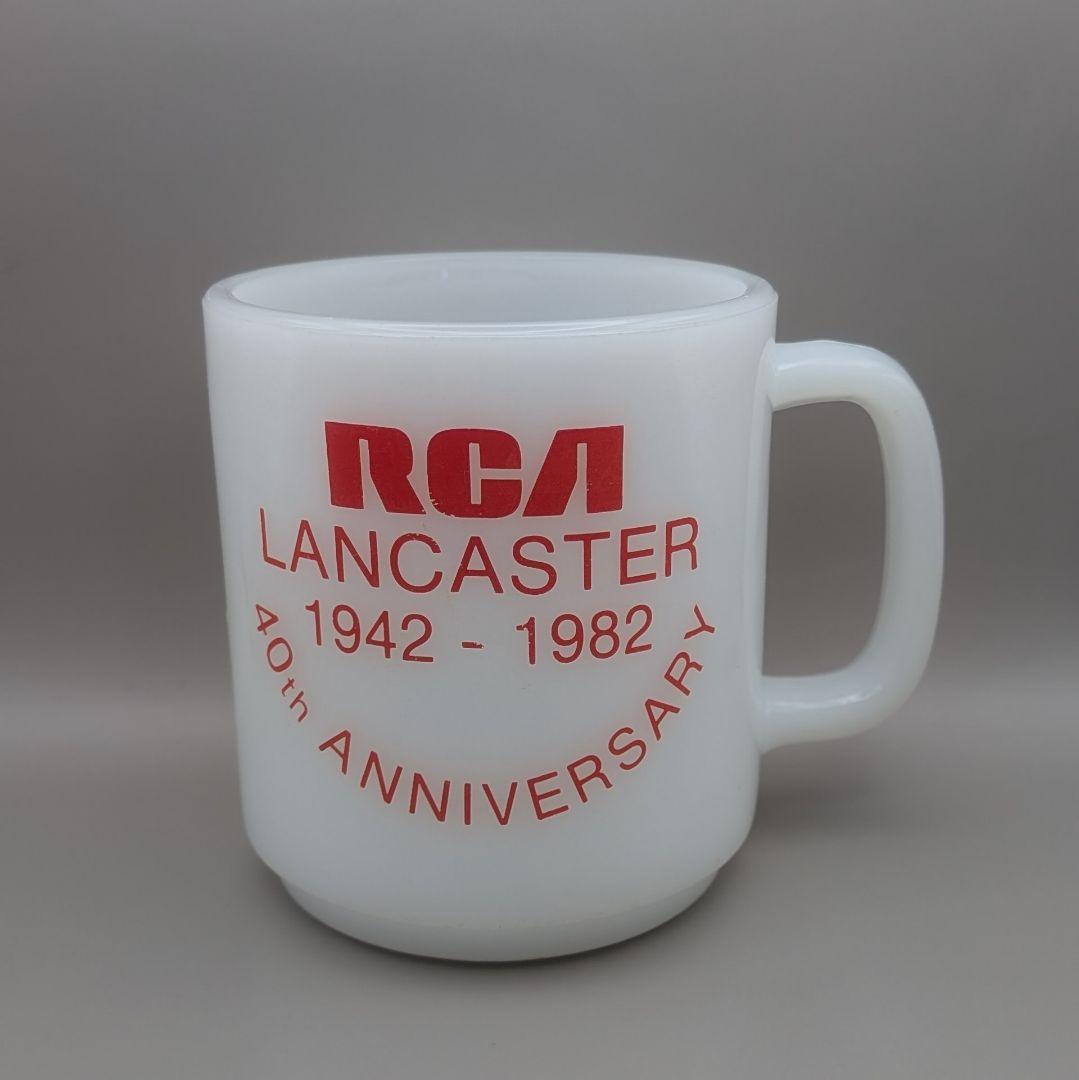 RCA
LANCASTER
1942 - 1982
40th ANNIVERSARY